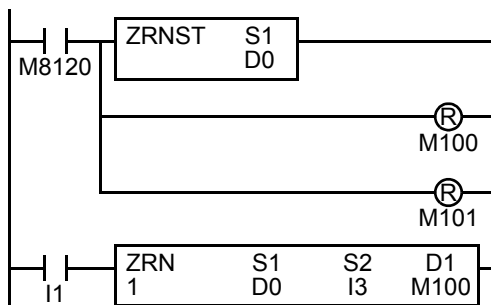 ZRNST S1
D0
M8120
R
M100
R
M101
ZRN S1 S2 D1
1 D0 I3 M100
I1